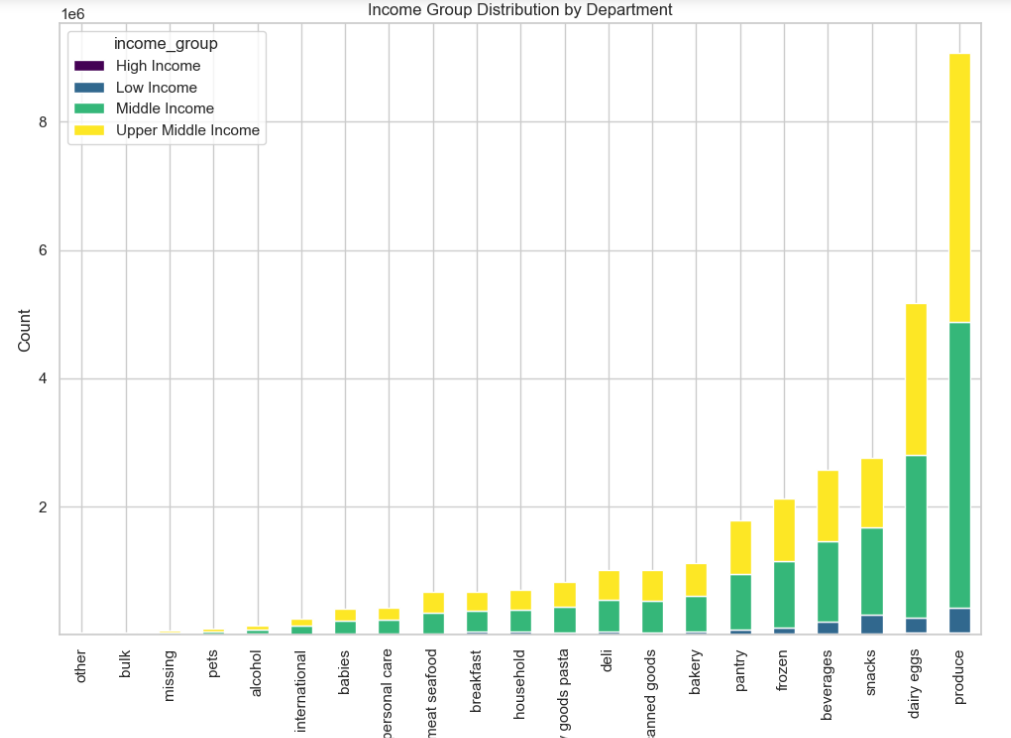 Income Group Distribution by Department
1e6
income_group
High Income
Low Income
Middle Income
Upper Middle Income
8
6
4
2
Count
other
bulk
missing
pets
alcohol
international
babies
personal care
meat seafood
breakfast
household
y goods pasta
deli
anned goods
bakery
pantry
frozen
beverages
snacks
dairy eggs
produce